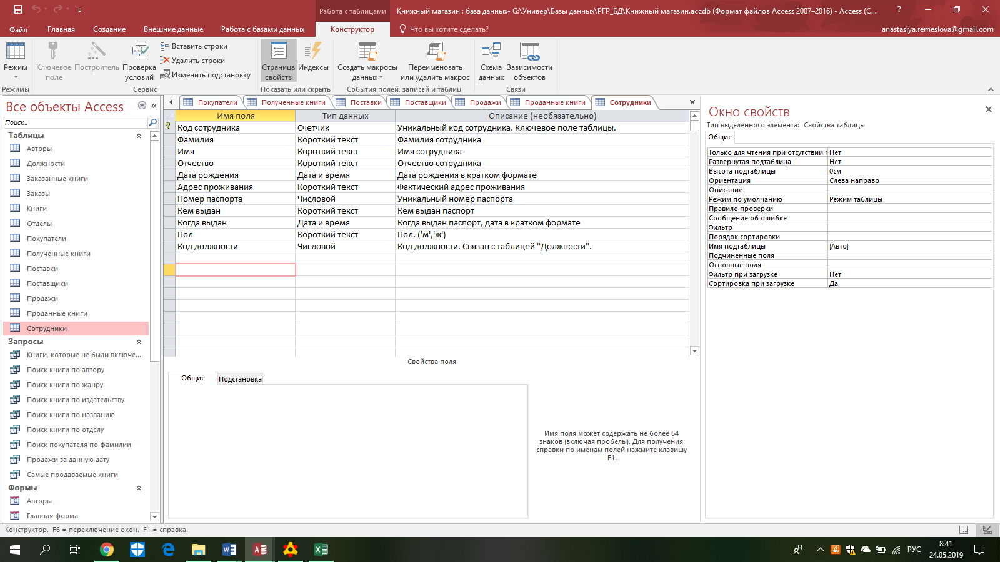 Работа с таблицами
Книжный магазин : база данных- G:\Универ\Базы данных\РГР_БД\Книжный магазин.accdb (Формат файлов Access 2007–2016) - Access (С...
?
Файл
Главная
Создание
Внешние данные
Работа с базами данных
Конструктор
Что вы хотите сделать?
anastasiya.remeslova@gmail.com
Режим
Ключевое поле
Построитель
Проверка условий
Вставить строки
Удалить строки
Изменить подстановку
Страница свойств
Индексы
Создать макросы данных
Переименовать или удалить макрос
Схема данных
Зависимости объектов
Режимы
Сервис
Показать или скрыть
События полей, записей и таблиц
Связи
Все объекты Access
Поиск...
Таблицы
Авторы
Должности
Заказанные книги
Заказы
Книги
Отделы
Покупатели
Полученные книги
Поставки
Поставщики
Продажи
Проданные книги
Сотрудники
Запросы
Книги, которые не были включе...
Поиск книги по автору
Поиск книги по жанру
Поиск книги по издательству
Поиск книги по названию
Поиск книги по отделу
Поиск покупателя по фамилии
Продажи за данную дату
Самые продаваемые книги
Формы
Авторы
Главная форма
Покупатели
Полученные книги
Поставки
Поставщики
Продажи
Проданные книги
Сотрудники
Имя поля Тип данных Описание (необязательно)
Код сотрудника Счетчик Уникальный код сотрудника. Ключевое поле таблицы.
Фамилия Короткий текст Фамилия сотрудника
Имя Короткий текст Имя сотрудника
Отчество Короткий текст Отчество сотрудника
Дата рождения Дата и время Дата рождения в кратком формате
Адрес проживания Короткий текст Фактический адрес проживания
Номер паспорта Числовой Уникальный номер паспорта
Кем выдан Короткий текст Кем выдан паспорт
Когда выдан Дата и время Когда выдан паспорт, дата в кратком формате
Пол Короткий текст Пол. ('м','ж')
Код должности Числовой Код должности. Связан с таблицей "Должности".
Свойства поля
Общие
Подстановка
Имя поля может содержать не более 64
знаков (включая пробелы). Для получения
справки по именам полей нажмите клавишу
F1.
Окно свойств
Тип выделенного элемента: Свойства таблицы
Общие
Только для чтения при отсутствии Нет
Развернутая подтаблица Нет
Высота подтаблицы 0см
Ориентация Слева направо
Описание
Режим по умолчанию Режим таблицы
Правило проверки
Сообщение об ошибке
Фильтр
Порядок сортировки
Имя подтаблицы [Авто]
Подчиненные поля
Основные поля
Фильтр при загрузке Нет
Сортировка при загрузке Да
Конструктор. F6 = переключение окон. F1 = справка.
РУС
8:41
24.05.2019